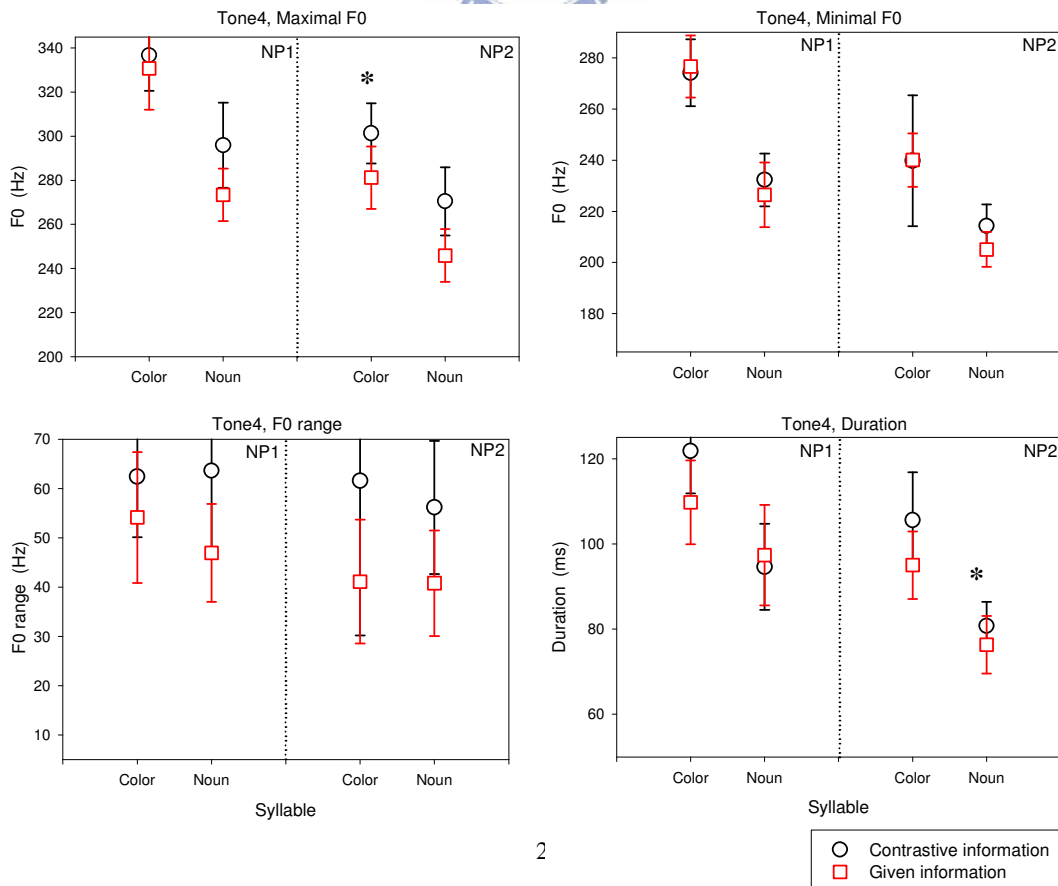 Tone4, Maximal F0
NP1
NP2
340
320
300
280
260
240
220
200
F0 (Hz)
*
Color
Noun
Color
Noun
Tone4, Minimal F0
NP1
NP2
280
260
240
220
200
180
F0 (Hz)
Color
Noun
Color
Noun
Tone4, F0 range
NP1
NP2
70
60
50
40
30
20
10
F0 range (Hz)
Color
Noun
Color
Noun
Syllable
Tone4, Duration
NP1
NP2
120
100
80
60
Duration (ms)
*
Color
Noun
Color
Noun
Syllable
Contrastive information
Given information